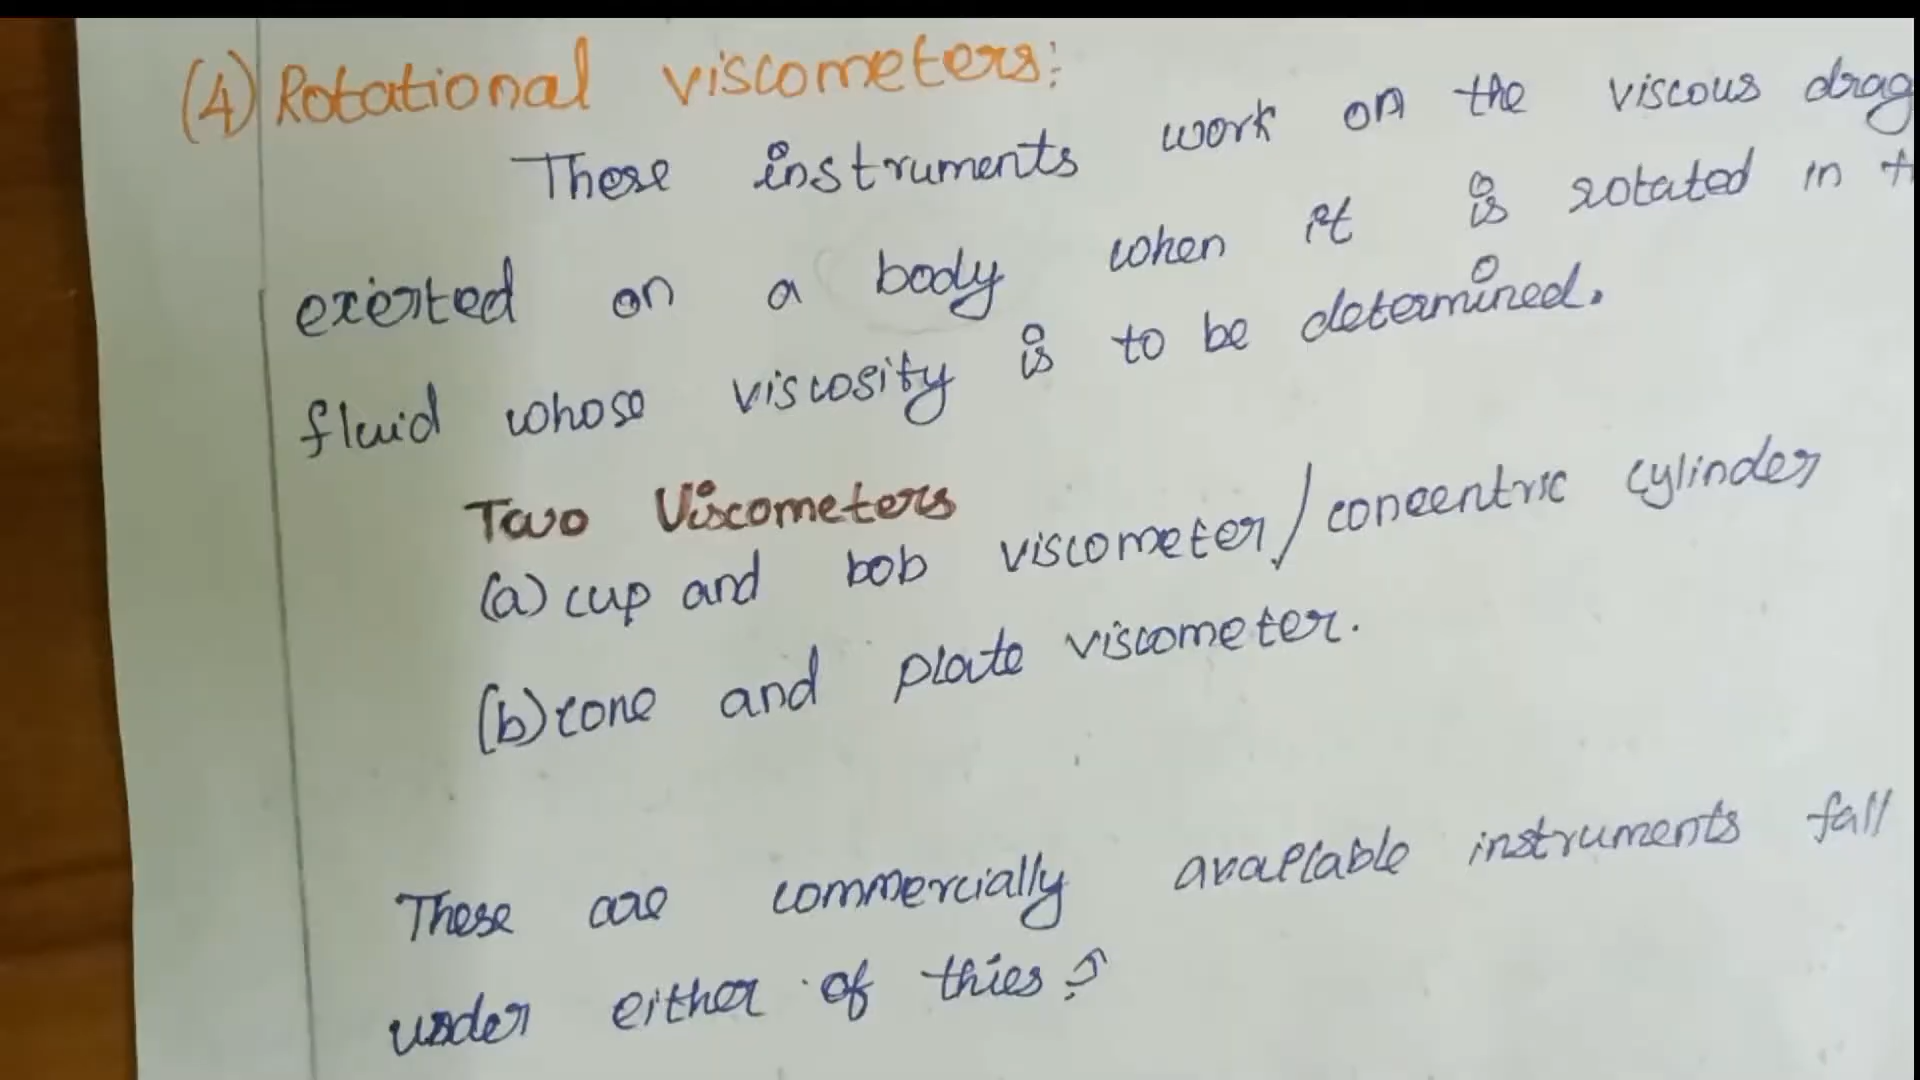 (4) Rotational viscometers:
These instruments work on the viscous drag
exerted on a body when it is rotated in
fluid whose viscosity is to be determined.
Two Viscometers
(a) cup and bob viscometer/concentric cylinder
(b) cone and plate viscometer.
These are commercially available instruments fall
under either of thies